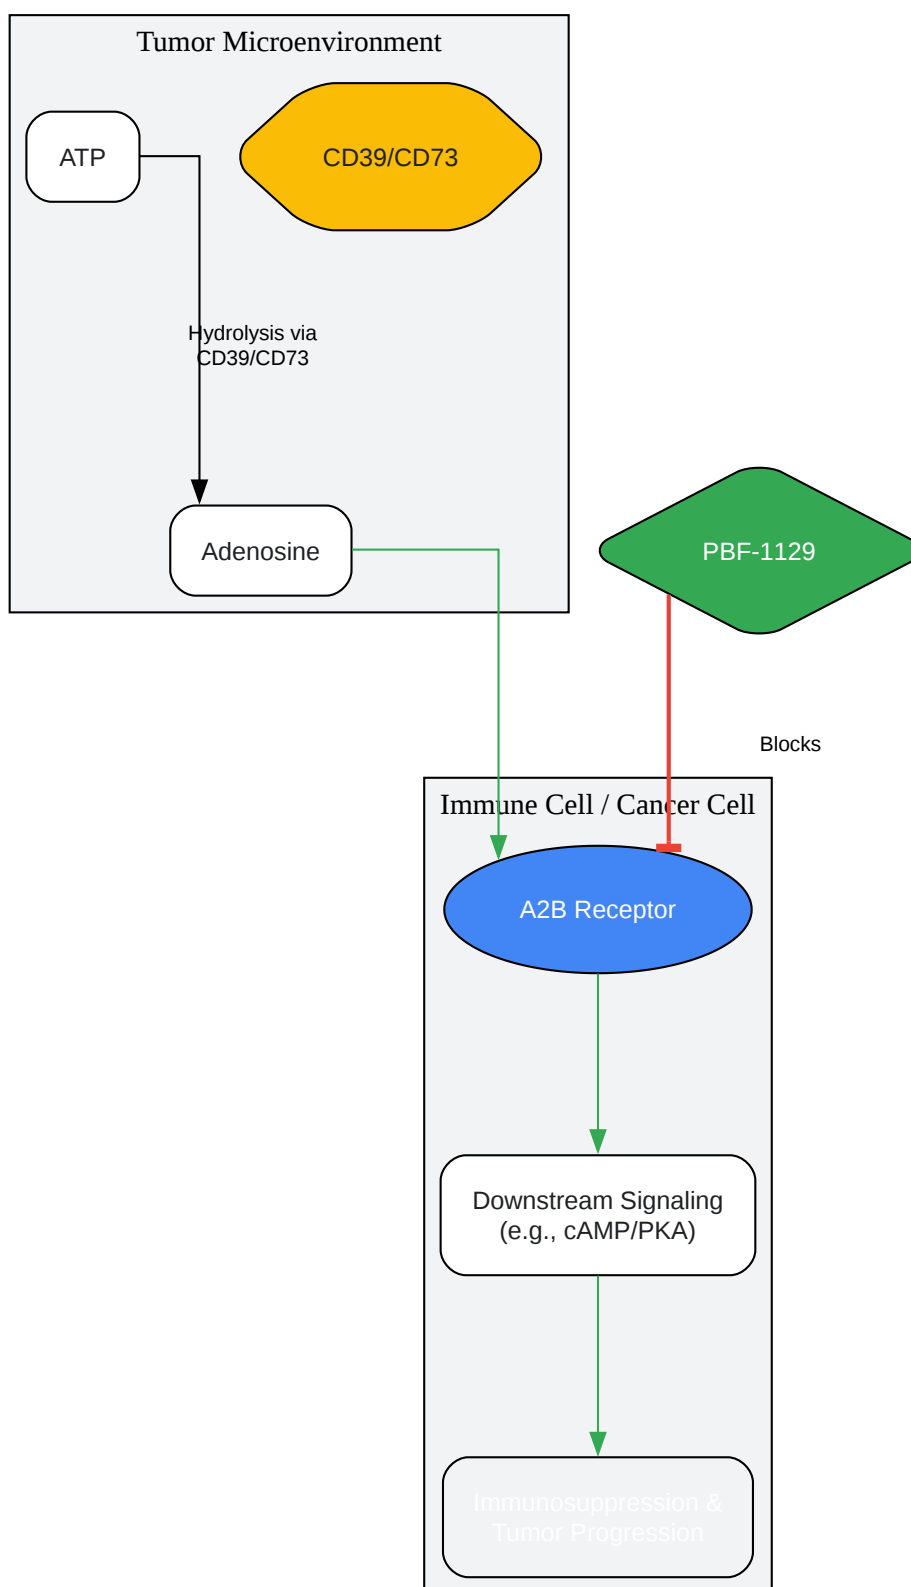 Tumor Microenvironment
ATP
CD39/CD73
Hydrolysis via
CD39/CD73
Adenosine
PBF-1129
Blocks
Immune Cell / Cancer Cell
A2B Receptor
Downstream Signaling
(e.g., cAMP/PKA)
Immunosuppression &
Tumor Progression